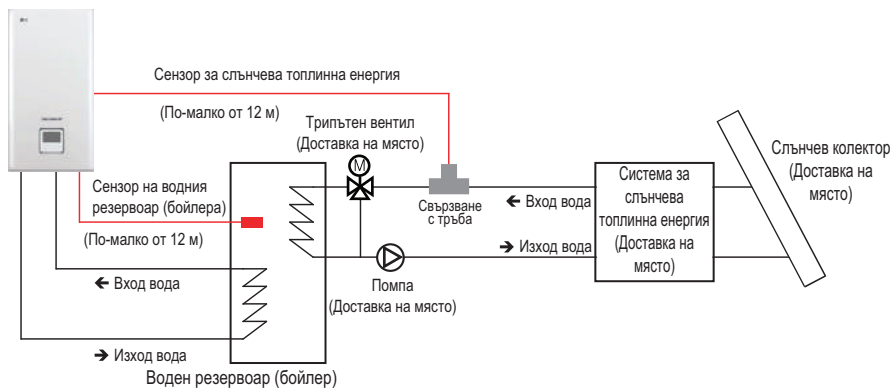 Сензор за слънчева топлинна енергия
(По-малко от 12 м)
Трипътен вентил
(Доставка на място)
M
Сензор на водния
резервоар (бойлера)
(По-малко от 12 м)
Свързване
с тръба
🡸 Вход вода
🡺 Изход вода
Система за
слънчева
топлинна енергия
(Доставка на
място)
Слънчев колектор
(Доставка на
място)
🡸 Вход вода
🡺 Изход вода
Помпа
(Доставка на място)
Воден резервоар (бойлер)